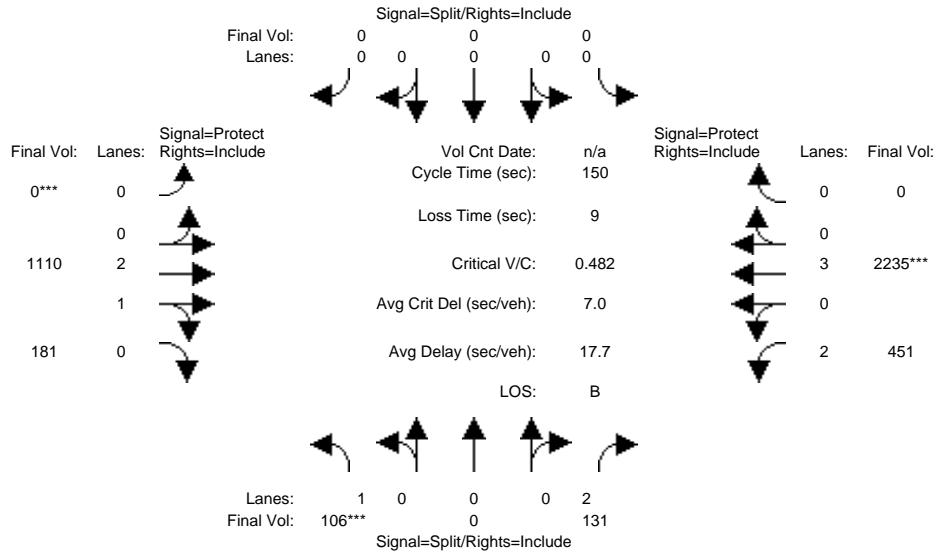 Signal=Split/Rights=Include
Final Vol: 0 0 0
Lanes: 0 0 0 0 0
Signal=Protect Signal=Protect
Final Vol: Lanes: Rights=Include Vol Cnt Date: n/a Rights=Include Lanes: Final Vol:
Cycle Time (sec): 150
0*** 0 0 0
Loss Time (sec): 9
0 0
1110 2 Critical V/C: 0.482 3 2235***
1 Avg Crit Del (sec/veh): 7.0 0
181 0 Avg Delay (sec/veh): 17.7 2 451
LOS: B
Lanes: 1 0 0 0 2
Final Vol: 106*** 0 131
Signal=Split/Rights=Include